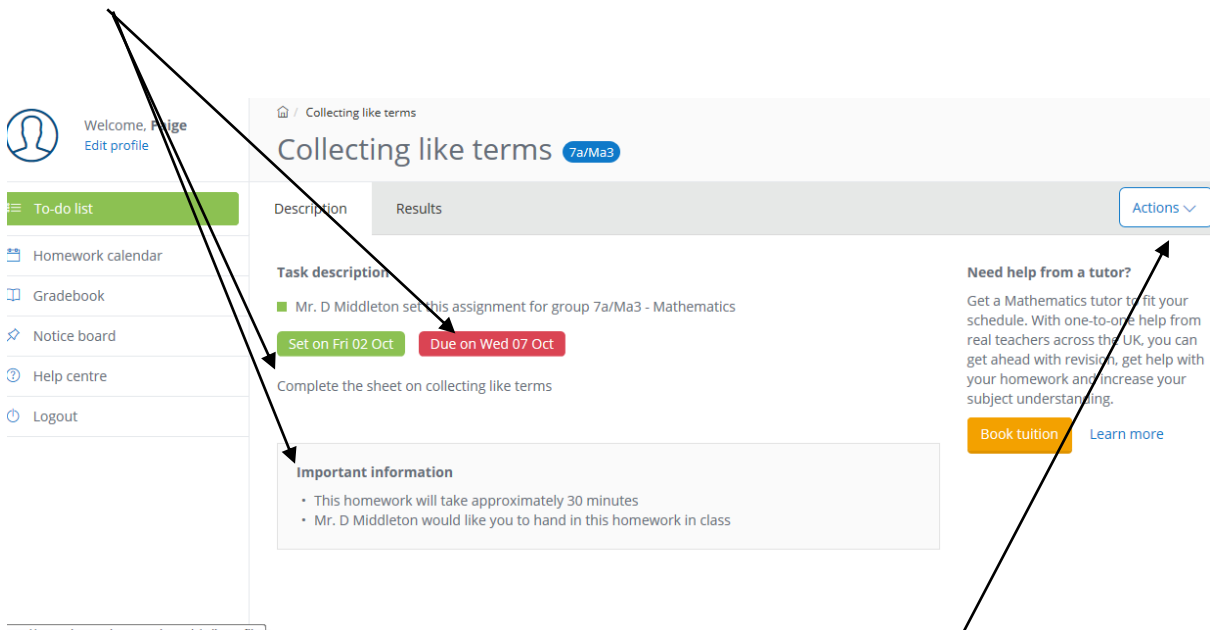 Welcome, Paige
Edit profile
To-do list
Homework calendar
Gradebook
Notice board
Help centre
Logout
/ Collecting like terms
Collecting like terms 7a/Ma3
Description Results Actions
Task description
Mr. D Middleton set this assignment for group 7a/Ma3 - Mathematics
Set on Fri 02 Oct Due on Wed 07 Oct
Complete the sheet on collecting like terms
Important information
• This homework will take approximately 30 minutes
• Mr. D Middleton would like you to hand in this homework in class
Need help from a tutor?
Get a Mathematics tutor to fit your
schedule. With one-to-one help from
real teachers across the UK, you can
get ahead with revision, get help with
your homework and increase your
subject understanding.
Book tuition Learn more